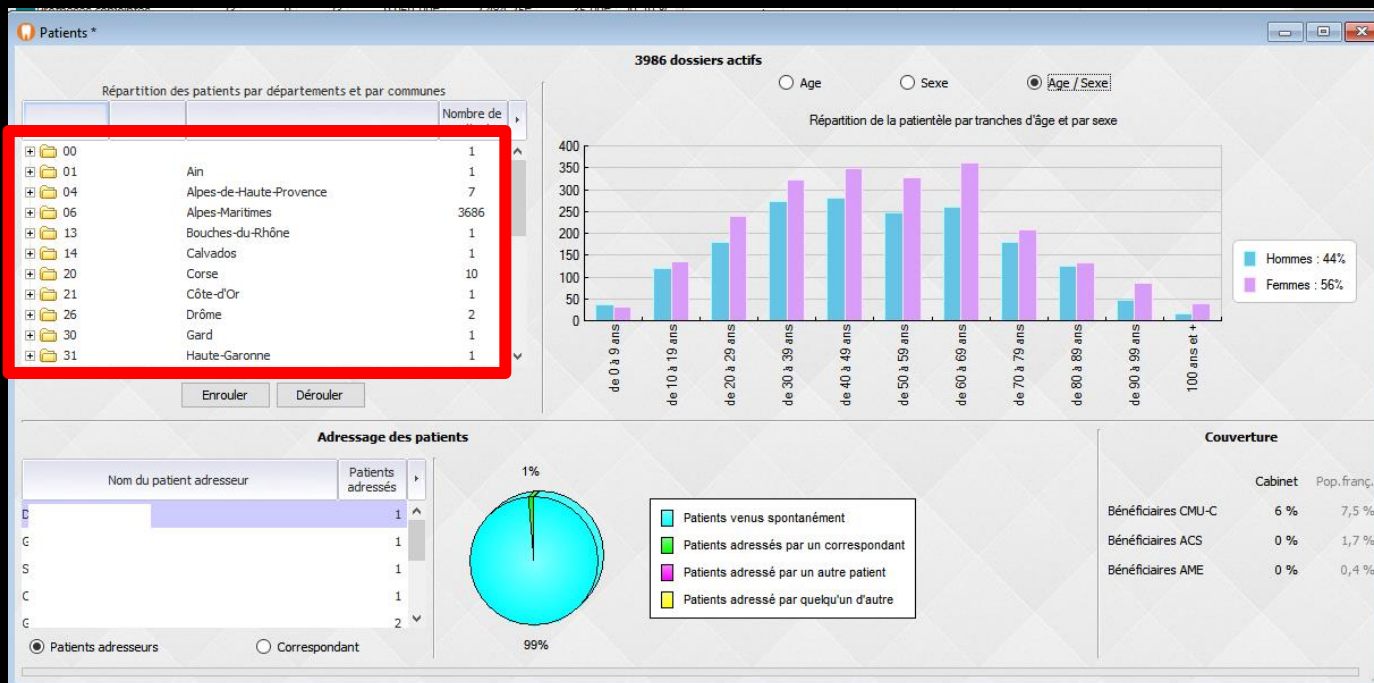 Patients *
3986 dossiers actifs
Répartition des patients par départements et par communes
Age
Sexe
Age / Sexe
Nombre de
Répartition de la patientèle par tranches d'âge et par sexe
00 1
01 Ain 1
04 Alpes-de-Haute-Provence 7
06 Alpes-Maritimes 3686
13 Bouches-du-Rhône 1
14 Calvados 1
20 Corse 10
21 Côte-d'Or 1
26 Drôme 2
30 Gard 1
31 Haute-Garonne 1
Enrouler Dérouler
400
350
300
250
200
150
100
50
0
de 0 à 9 ans
de 10 à 19 ans
de 20 à 29 ans
de 30 à 39 ans
de 40 à 49 ans
de 50 à 59 ans
de 60 à 69 ans
de 70 à 79 ans
de 80 à 89 ans
de 90 à 99 ans
100 ans et +
Hommes : 44%
Femmes : 56%
Adressage des patients
Nom du patient adresseur
Patients
adressés
D 1
G 1
S 1
C 1
G 2
Patients adresseurs
Correspondant
1%
99%
Patients venus spontanément
Patients adressés par un correspondant
Patients adressé par un autre patient
Patients adressé par quelqu'un d'autre
Couverture
Cabinet Pop.franç.
Bénéficiaires CMU-C 6 % 7,5 %
Bénéficiaires ACS 0 % 1,7 %
Bénéficiaires AME 0 % 0,4 %